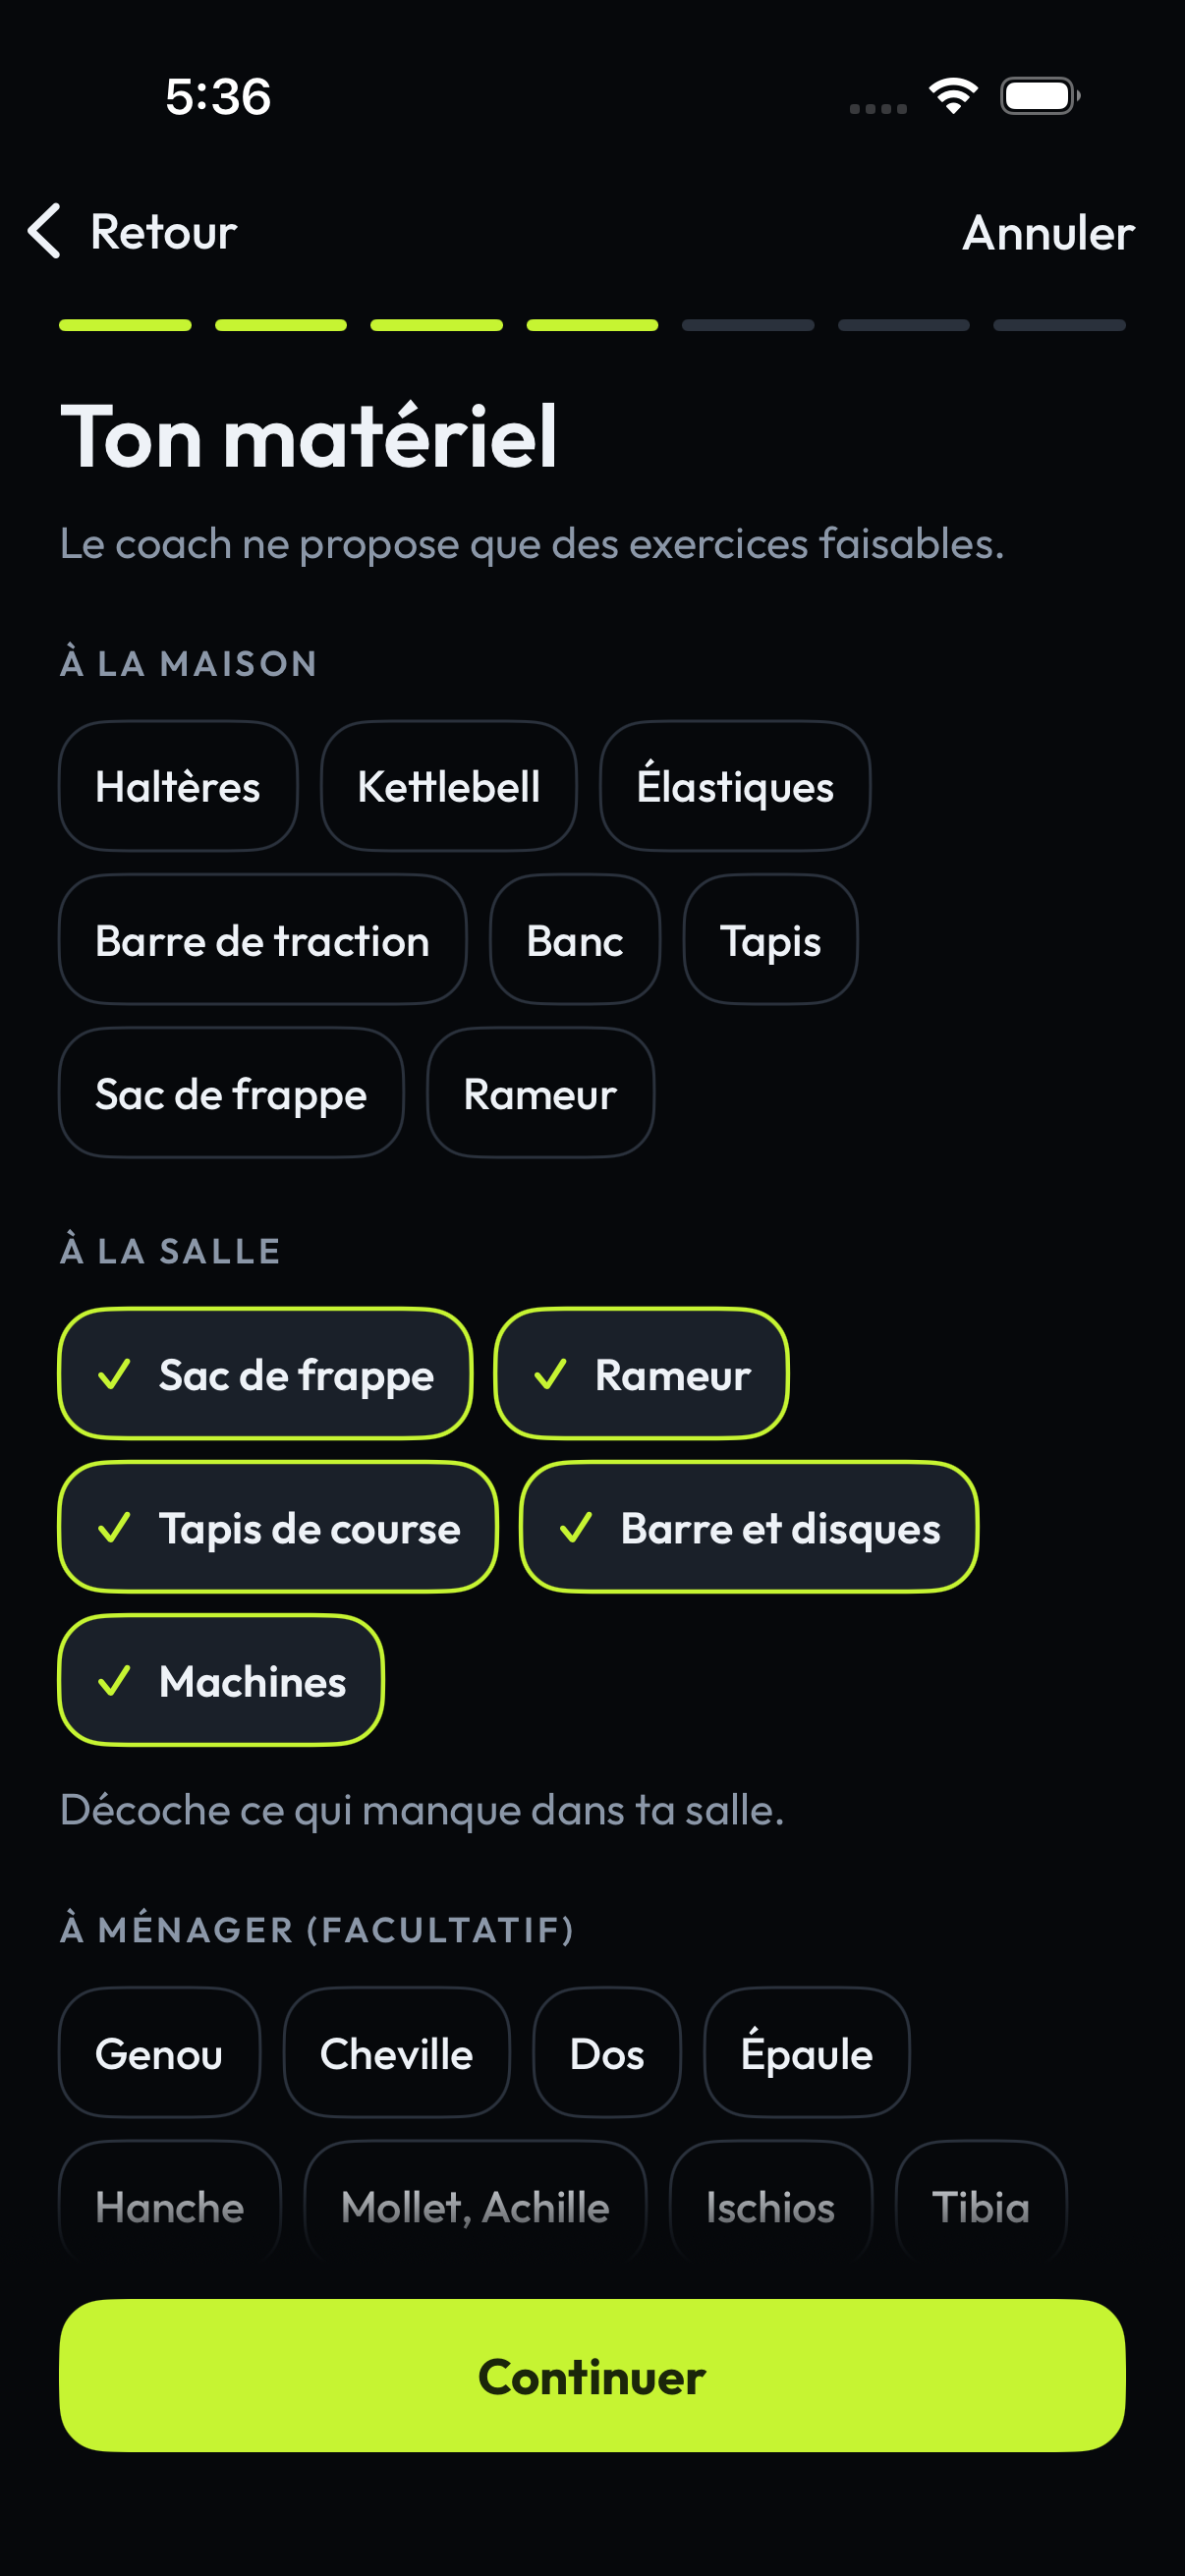 5:36
Retour
Annuler
Ton matériel
Le coach ne propose que des exercices faisables.
À LA MAISON
Haltères
Kettlebell
Élastiques
Barre de traction
Banc
Tapis
Sac de frappe
Rameur
À LA SALLE
Sac de frappe
Rameur
Tapis de course
Barre et disques
Machines
Décoche ce qui manque dans ta salle.
À MÉNAGER (FACULTATIF)
Genou
Cheville
Dos
Épaule
Hanche
Mollet, Achille
Ischios
Tibia
Continuer